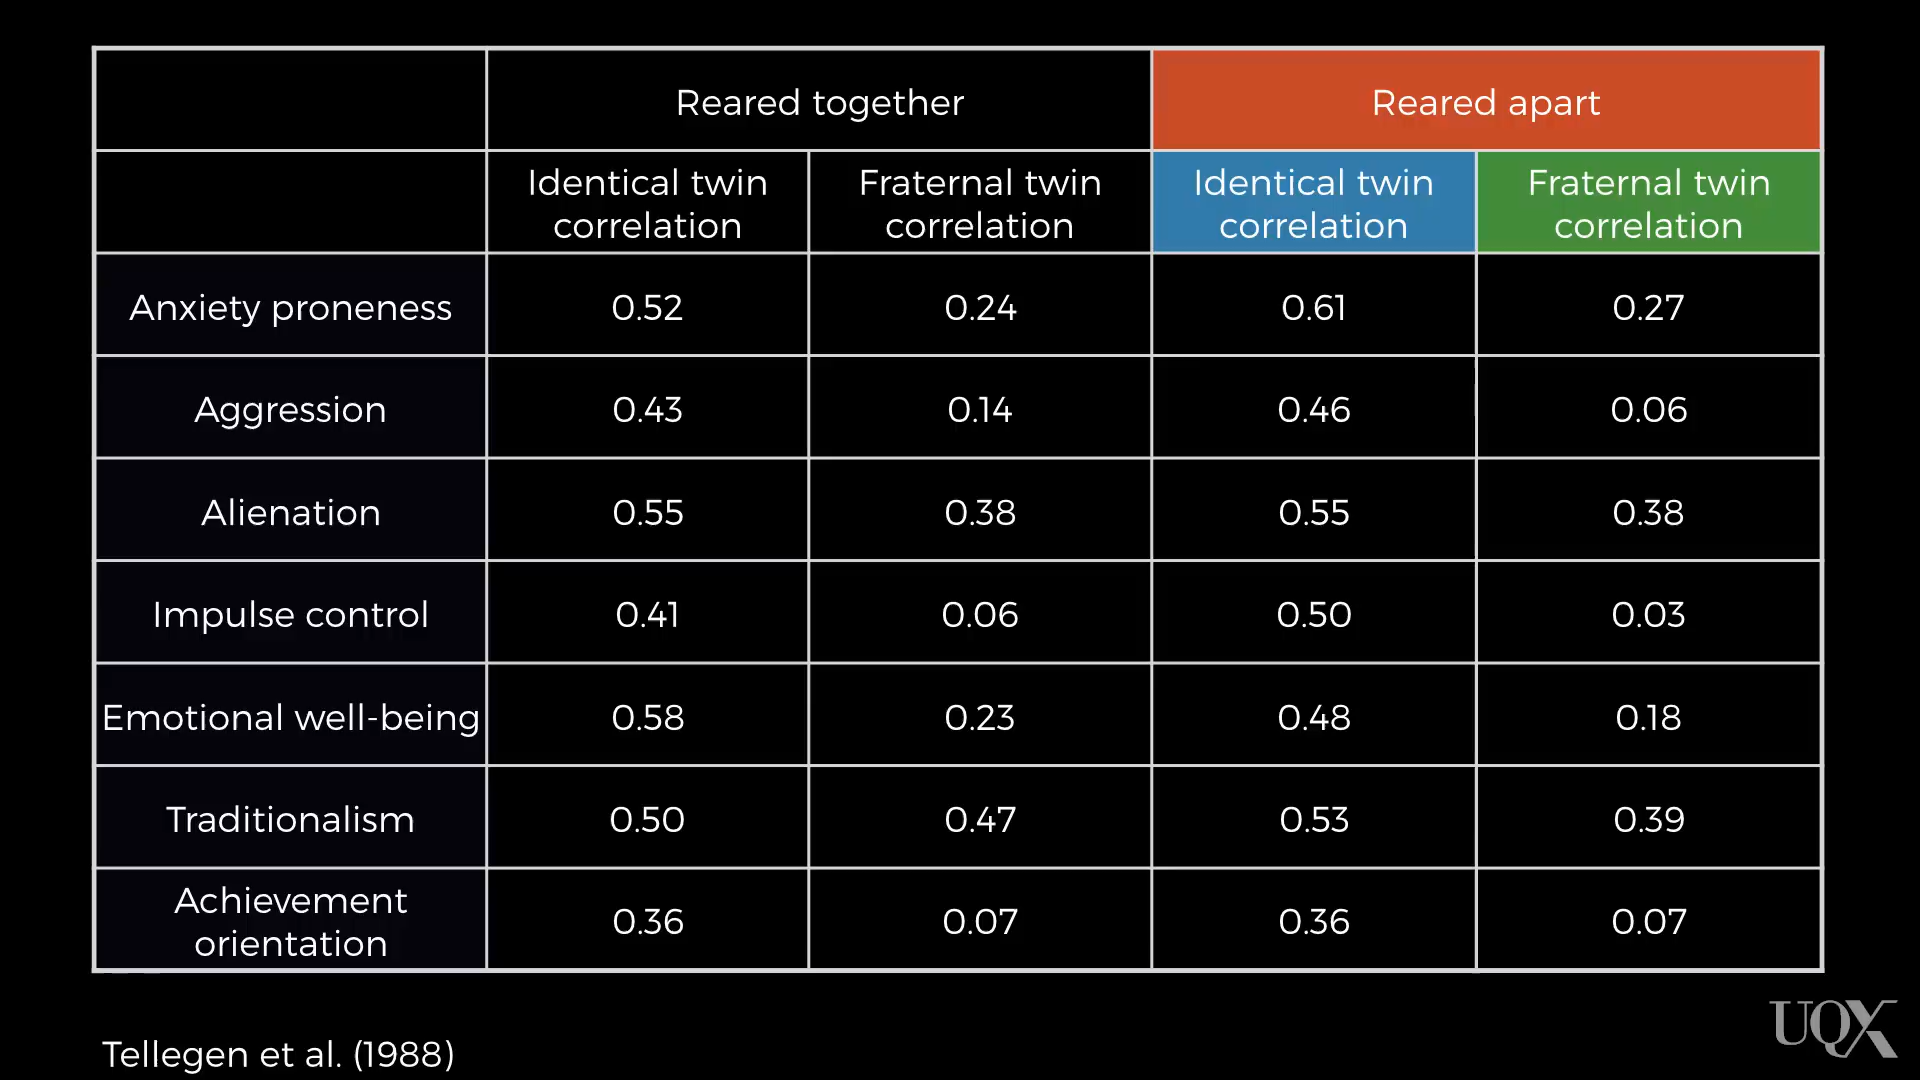 Reared together Reared apart
Identical twin Fraternal twin Identical twin Fraternal twin
correlation correlation correlation correlation
Anxiety proneness 0.52 0.24 0.61 0.27
Aggression 0.43 0.14 0.46 0.06
Alienation 0.55 0.38 0.55 0.38
Impulse control 0.41 0.06 0.50 0.03
Emotional well-being 0.58 0.23 0.48 0.18
Traditionalism 0.50 0.47 0.53 0.39
Achievement
orientation 0.36 0.07 0.36 0.07
Tellegen et al. (1988)
UQX